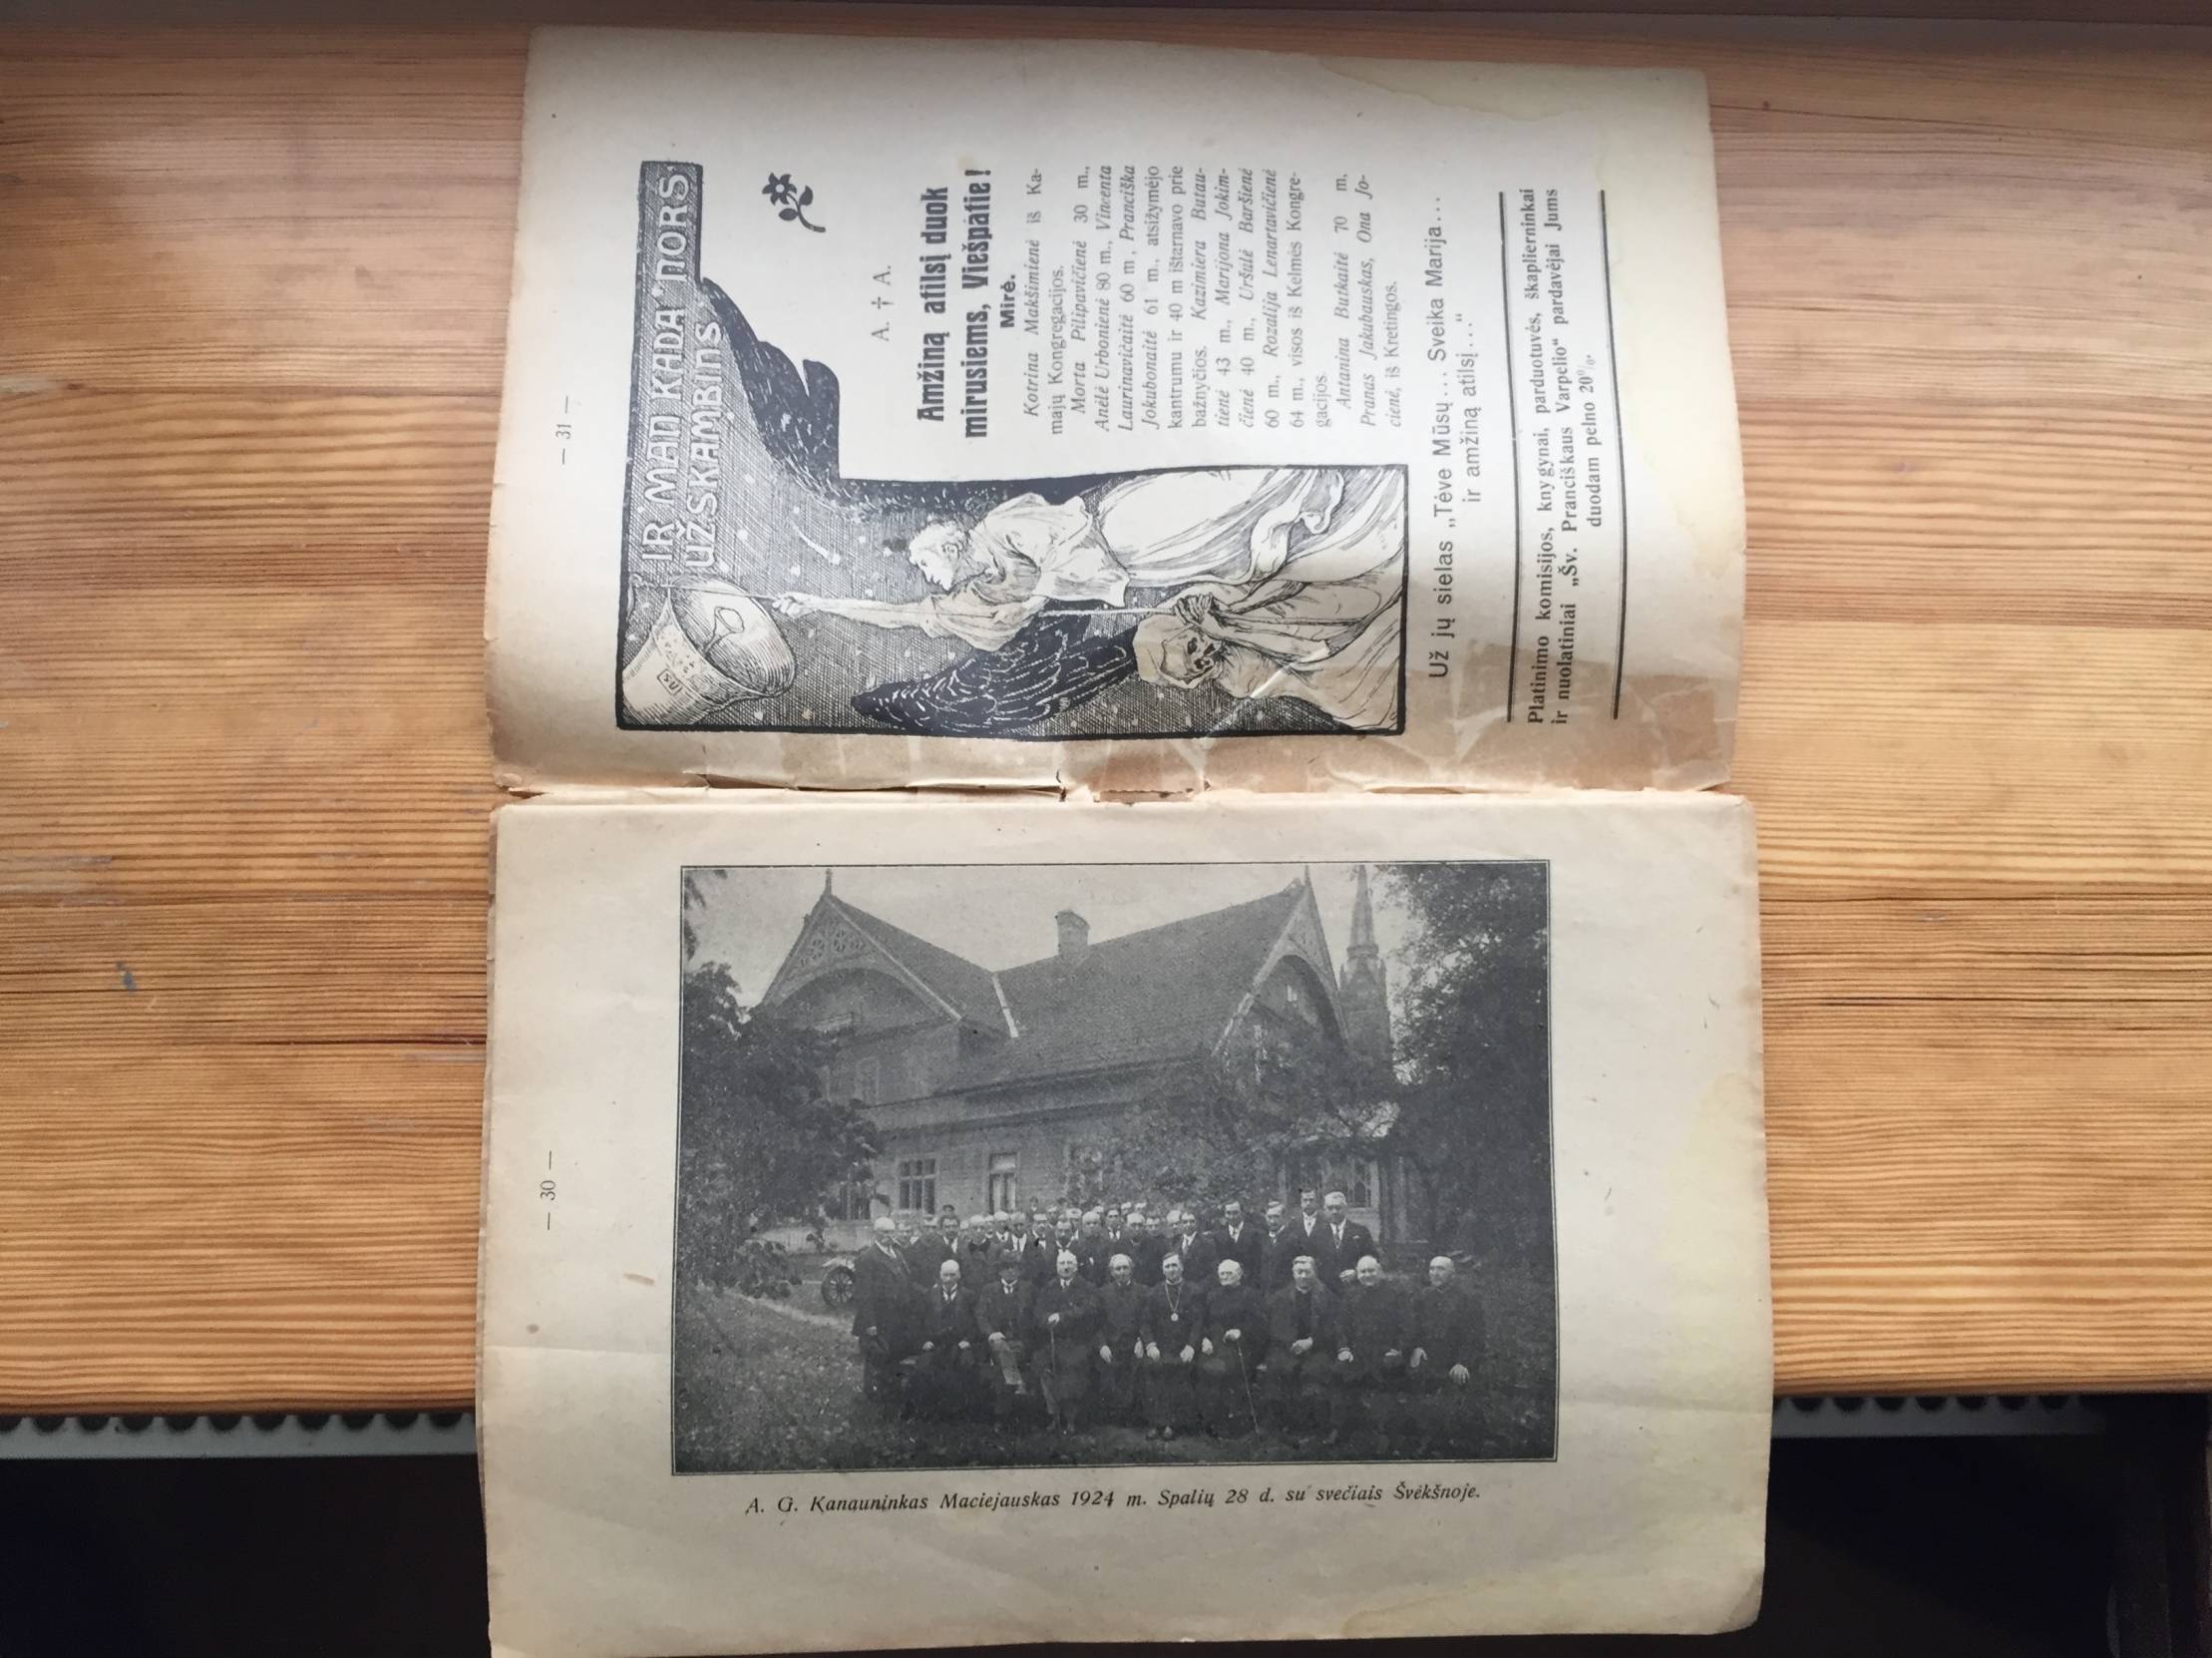 — 30 —
A. G. Kanauninkas Maciejauskas 1924 m. Spalių 28 d. su svečiais Švėkšnoje.
— 31 —
IR MAN KADA NORS
UŽSKAMBINS
A. † A.
Amžiną atilsį duok
mirusiems, Viešpatie!
Mirė.
Kotrina Makšimienė iš Ka-
majų Kongregacijos.
Morta Pilipavičienė 30 m.,
Anėlė Urbonienė 80 m., Vincenta
Laurinavičaitė 60 m, Pranciška
Jokubonaitė 61 m., atsižymėjo
kantrumu ir 40 m ištarnavo prie
bažnyčios, Kazimiera Butau-
tienė 43 m., Marijona Jokim-
čienė 40 m., Uršulė Baršienė
60 m., Rozalija Lenartavičienė
64 m., visos iš Kelmės Kongre-
gacijos.
Antanina Butkaitė 70 m,
Pranas Jakubauskas, Ona Jo-
cienė, iš Kretingos.
Už jų sielas „Tėve Mūsų... Sveika Marija...
ir amžiną atilsį..."
Platinimo komisijos, knygynai, parduotuvės, škaplierninkai
ir nuolatiniai „Šv. Pranciškaus Varpelio" pardavėjai Jums
duodam pelno 20%.